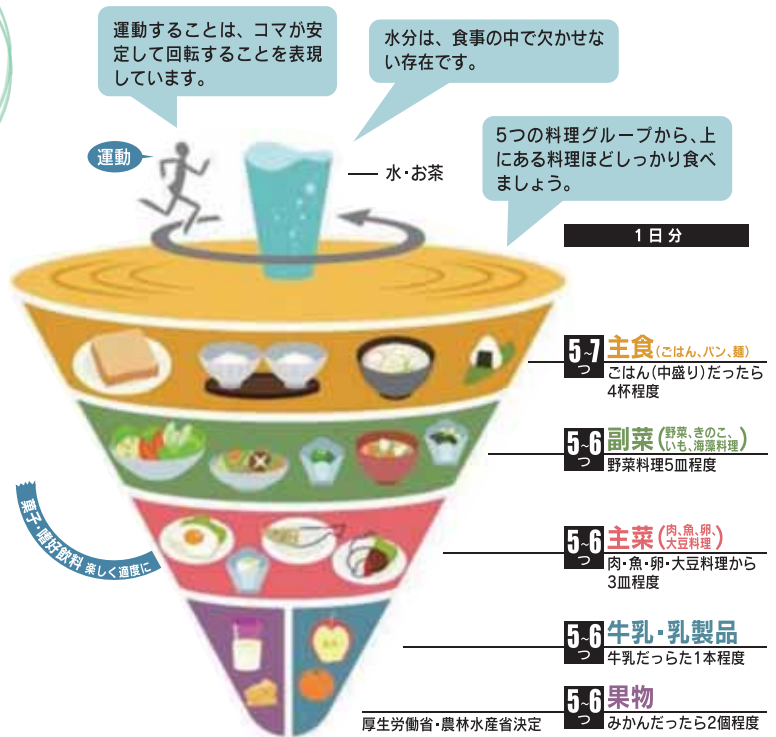 運動することは、コマが安
定して回転することを表現
しています。
水分は、食事の中で欠かせな
い存在です。
5つの料理グループから、上
にある料理ほどしっかり食べ
ましょう。
運動
水・お茶
1日分
5~7つ 主食(ごはん、パン、麺)
ごはん(中盛り)だったら
4杯程度
5~6つ 副菜(野菜、きのこ、
いも、海藻料理)
野菜料理5皿程度
5~6つ 主菜(肉、魚、卵、
大豆料理)
肉・魚・卵・大豆料理から
3皿程度
菓子・嗜好飲料 楽しく適度に
5~6つ 牛乳・乳製品
牛乳だっらた1本程度
5~6つ 果物
みかんだったら2個程度
厚生労働省・農林水産省決定